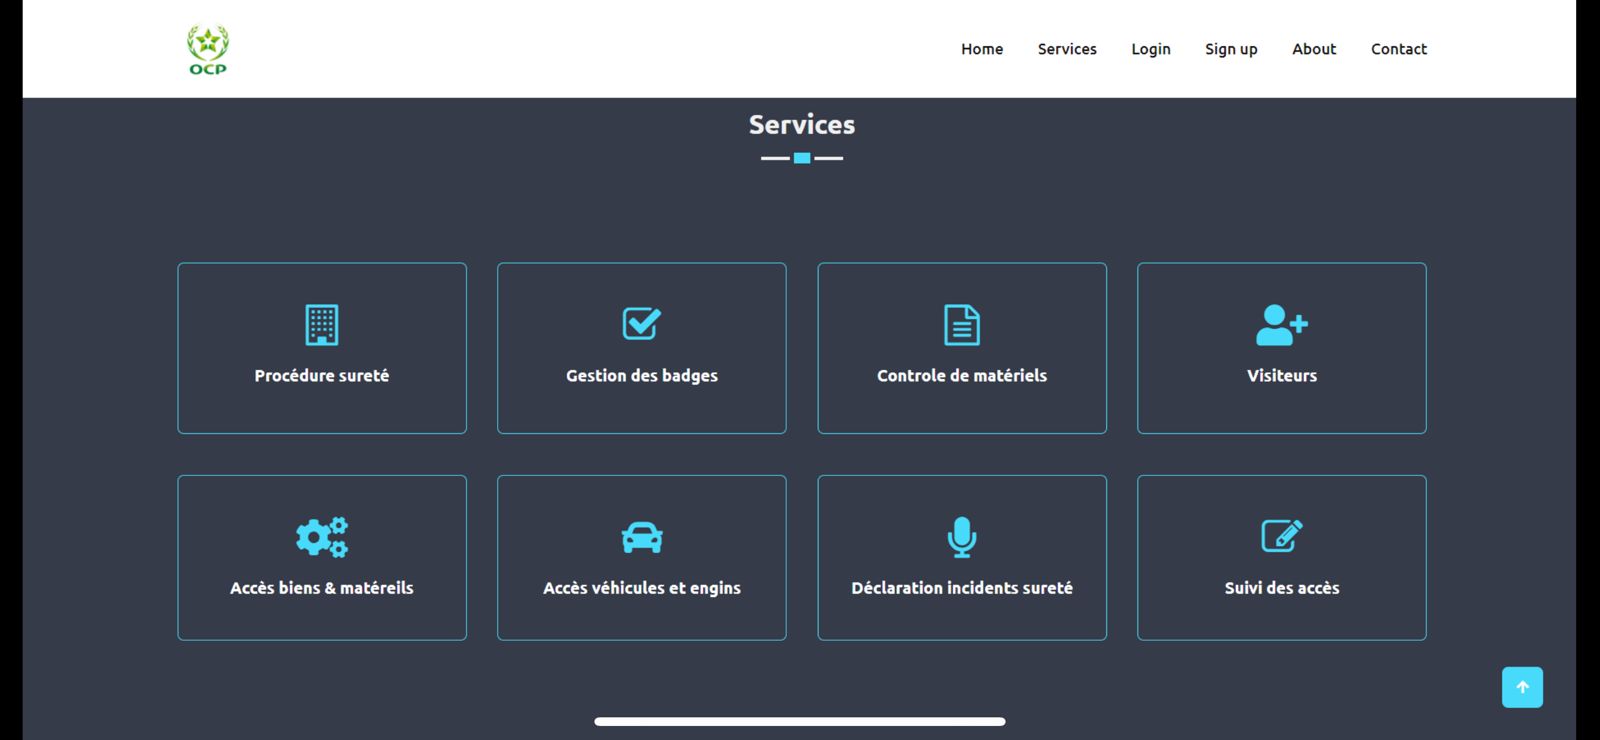 OCP
Home Services Login Sign up About Contact
Services
Procédure sureté
Gestion des badges
Controle de matériels
Visiteurs
Accès biens & matéreils
Accès véhicules et engins
Déclaration incidents sureté
Suivi des accès